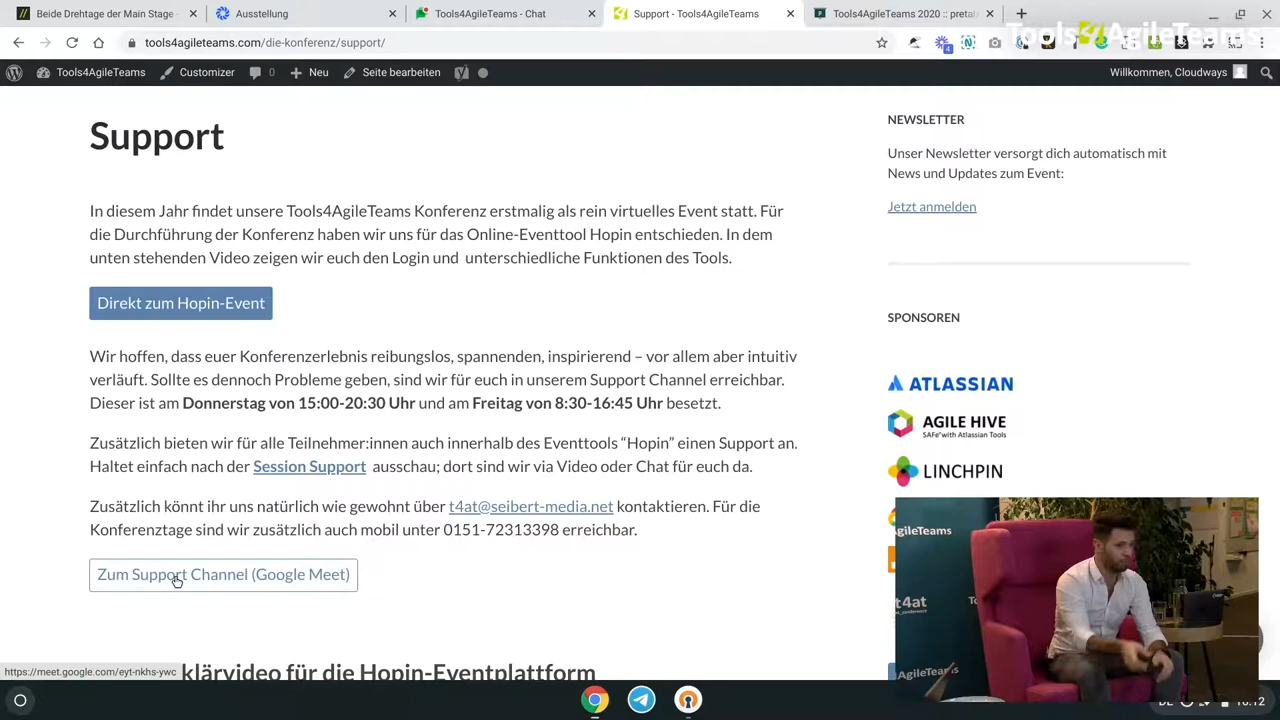 Beide Drehtage der Main Stage
Ausstellung
Tools4AgileTeams - Chat
Support - Tools4AgileTeams
Tools4AgileTeams 2020 :: preta
Tools4AgileTeams
tools4agileteams.com/die-konferenz/support/
Tools4AgileTeams
Customizer
0
Neu
Seite bearbeiten
Willkommen, Cloudways
Support
In diesem Jahr findet unsere Tools4AgileTeams Konferenz erstmalig als rein virtuelles Event statt. Für
die Durchführung der Konferenz haben wir uns für das Online-Eventtool Hopin entschieden. In dem
unten stehenden Video zeigen wir euch den Login und unterschiedliche Funktionen des Tools.
Direkt zum Hopin-Event
Wir hoffen, dass euer Konferenzerlebnis reibungslos, spannenden, inspirierend – vor allem aber intuitiv
verläuft. Sollte es dennoch Probleme geben, sind wir für euch in unserem Support Channel erreichbar.
Dieser ist am Donnerstag von 15:00-20:30 Uhr und am Freitag von 8:30-16:45 Uhr besetzt.
Zusätzlich bieten wir für alle Teilnehmer:innen auch innerhalb des Eventtools “Hopin” einen Support an.
Haltet einfach nach der Session Support ausschau; dort sind wir via Video oder Chat für euch da.
Zusätzlich könnt ihr uns natürlich wie gewohnt über t4at@seibert-media.net kontaktieren. Für die
Konferenztage sind wir zusätzlich auch mobil unter 0151-72313398 erreichbar.
Zum Support Channel (Google Meet)
klärvideo für die Hopin-Eventplattform
https://meet.google.com/eyt-nkhs-ywc
NEWSLETTER
Unser Newsletter versorgt dich automatisch mit
News und Updates zum Event:
Jetzt anmelden
SPONSOREN
ATLASSIAN
AGILE HIVE
SAFe® with Atlassian Tools
LINCHPIN
AgileTeams
t4at
AgileTeams